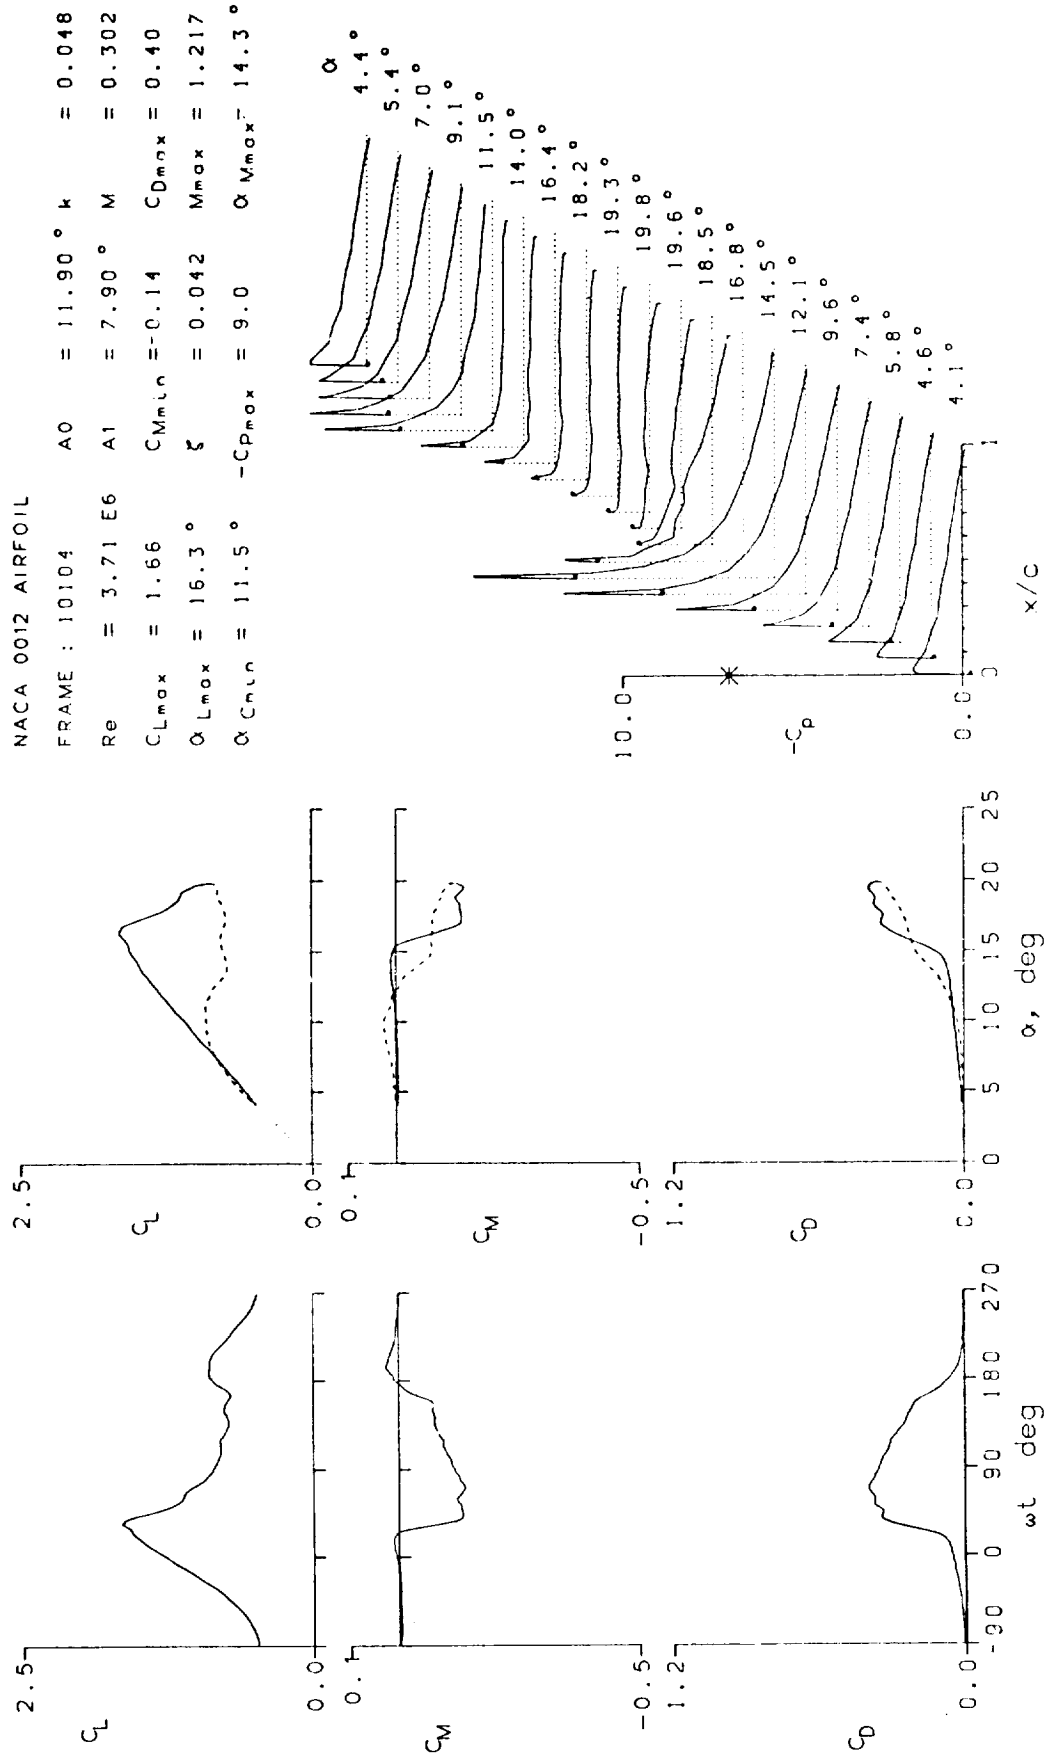 NACA 0012 AIRFOIL
FRAME : 10104 A0 = 11.90° k = 0.048
Re = 3.71 E6 A1 = 7.90° M = 0.302
CLmax = 1.66 CMmin =-0.14 CDmax = 0.40
αLmax = 16.3° ζ = 0.042 Mmax = 1.217
αCmin = 11.5° -CPmax = 9.0 αMmax= 14.3°
2.5
CL
0.0
0.1
CM
-0.5
1.2
CD
0.0
-90 0 90 180 270
ωt deg
2.5
CL
0.0
0.1
CM
-0.5
1.2
CD
0.0
0 5 10 15 20 25
α, deg
10.0
-Cp
0.0
0 1
x/c
α
4.4°
5.4°
7.0°
9.1°
11.5°
14.0°
16.4°
18.2°
19.3°
19.8°
19.6°
18.5°
16.8°
14.5°
12.1°
9.6°
7.4°
5.8°
4.6°
4.1°